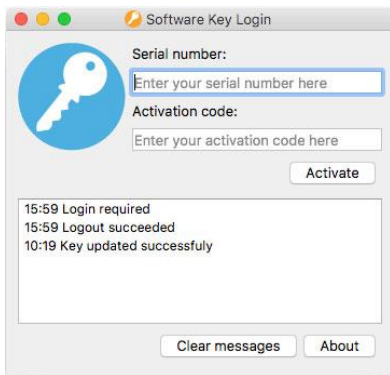 Software Key Login
Serial number:
Enter your serial number here
Activation code:
Enter your activation code here
Activate
15:59 Login required
15:59 Logout succeeded
10:19 Key updated successfuly
Clear messages
About